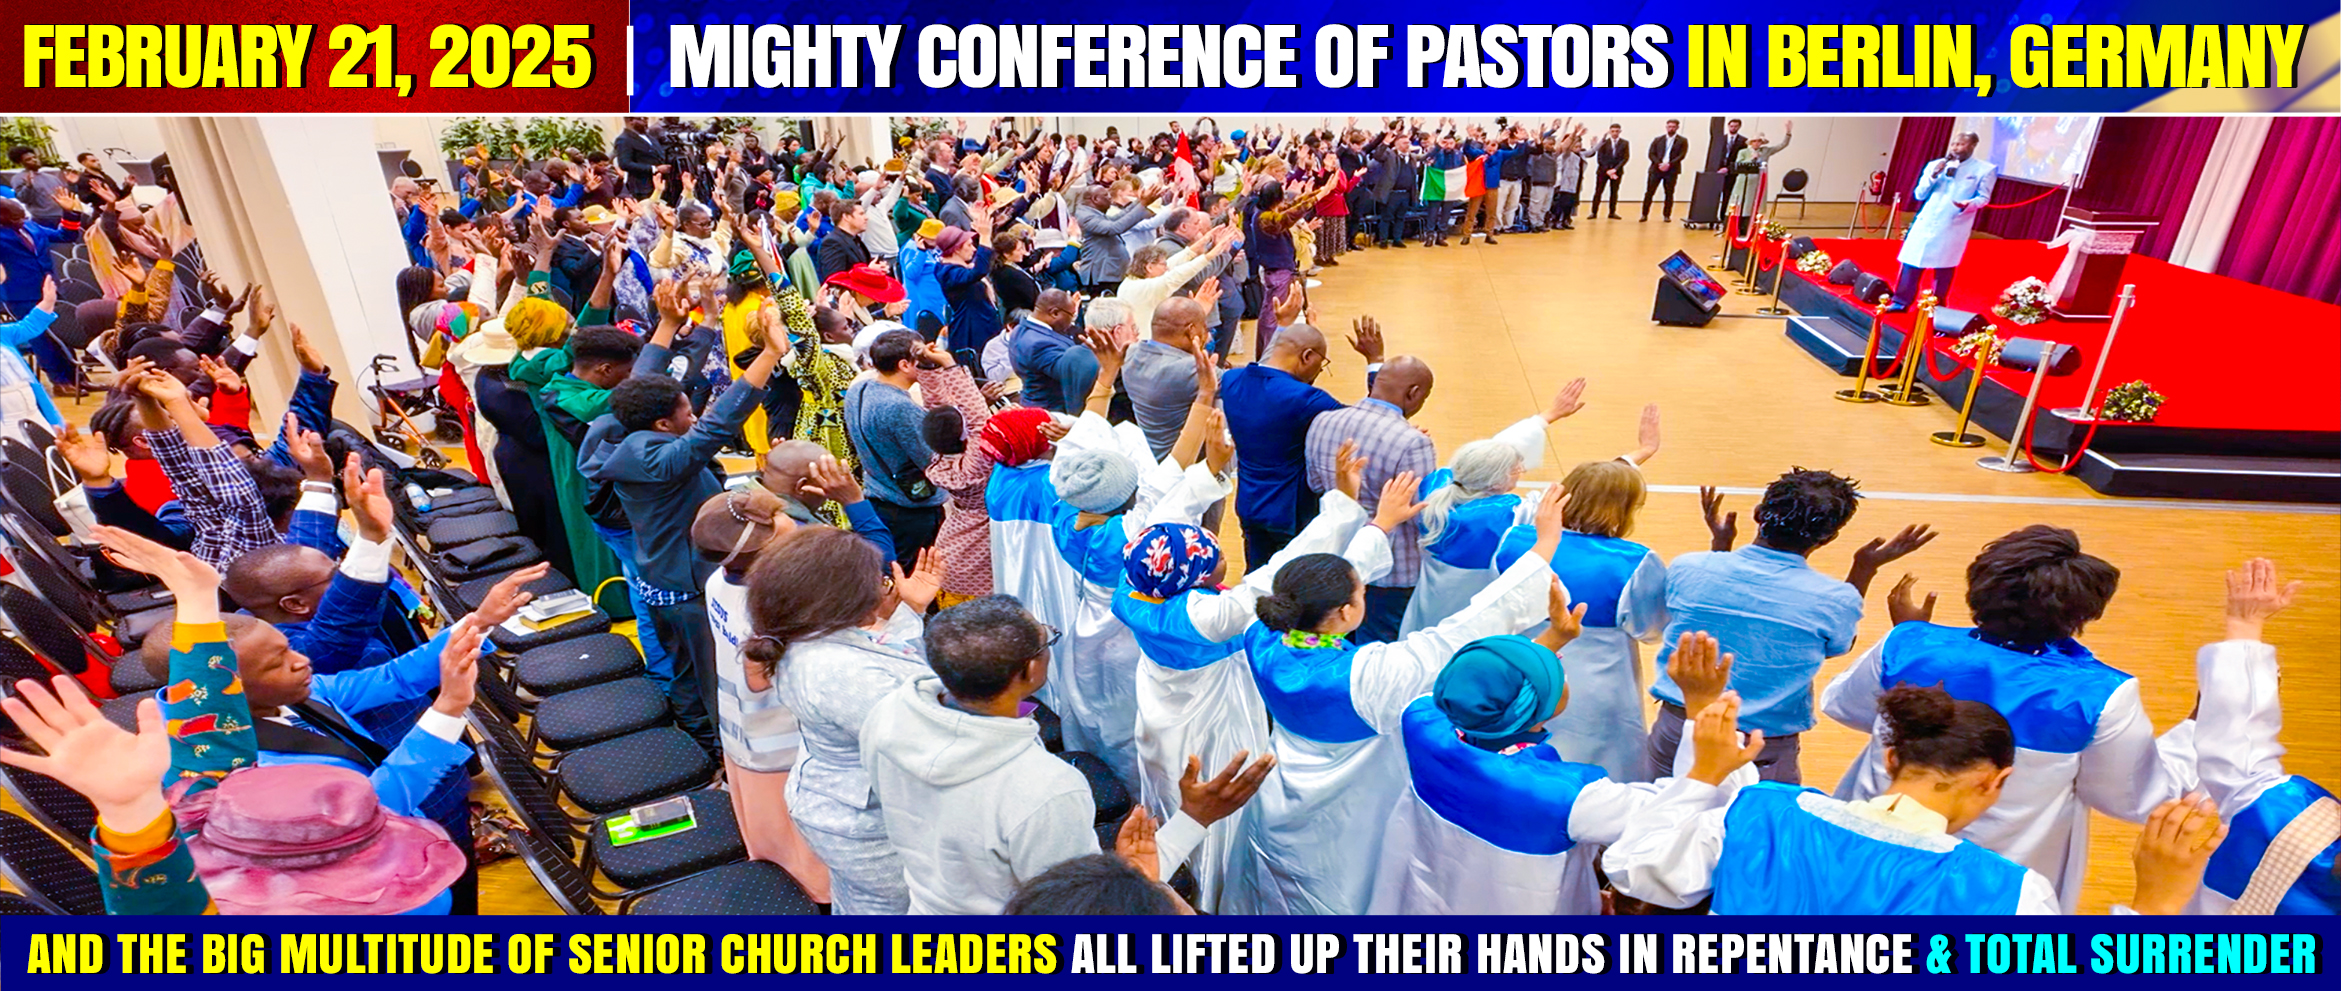 FEBRUARY 21, 2025 | MIGHTY CONFERENCE OF PASTORS IN BERLIN, GERMANY
JESUS
AND THE BIG MULTITUDE OF SENIOR CHURCH LEADERS ALL LIFTED UP THEIR HANDS IN REPENTANCE & TOTAL SURRENDER